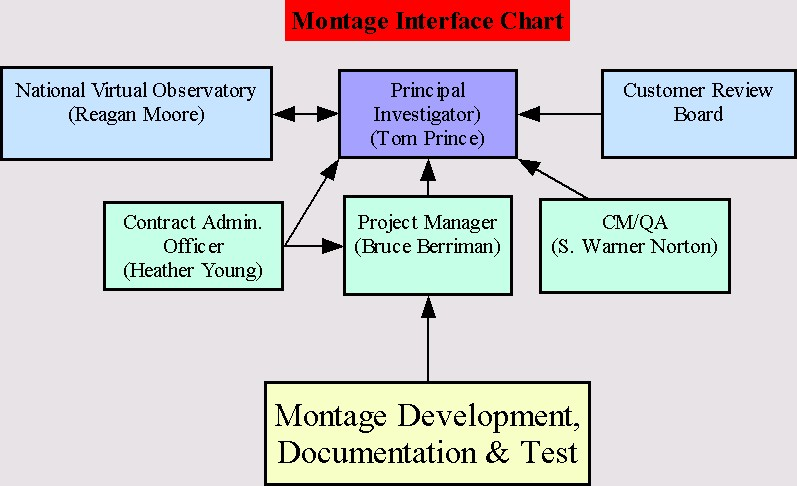 Montage Interface Chart
National Virtual Observatory
(Reagan Moore)
Principal
Investigator)
(Tom Prince)
Customer Review
Board
Contract Admin.
Officer
(Heather Young)
Project Manager
(Bruce Berriman)
CM/QA
(S. Warner Norton)
Montage Development,
Documentation & Test